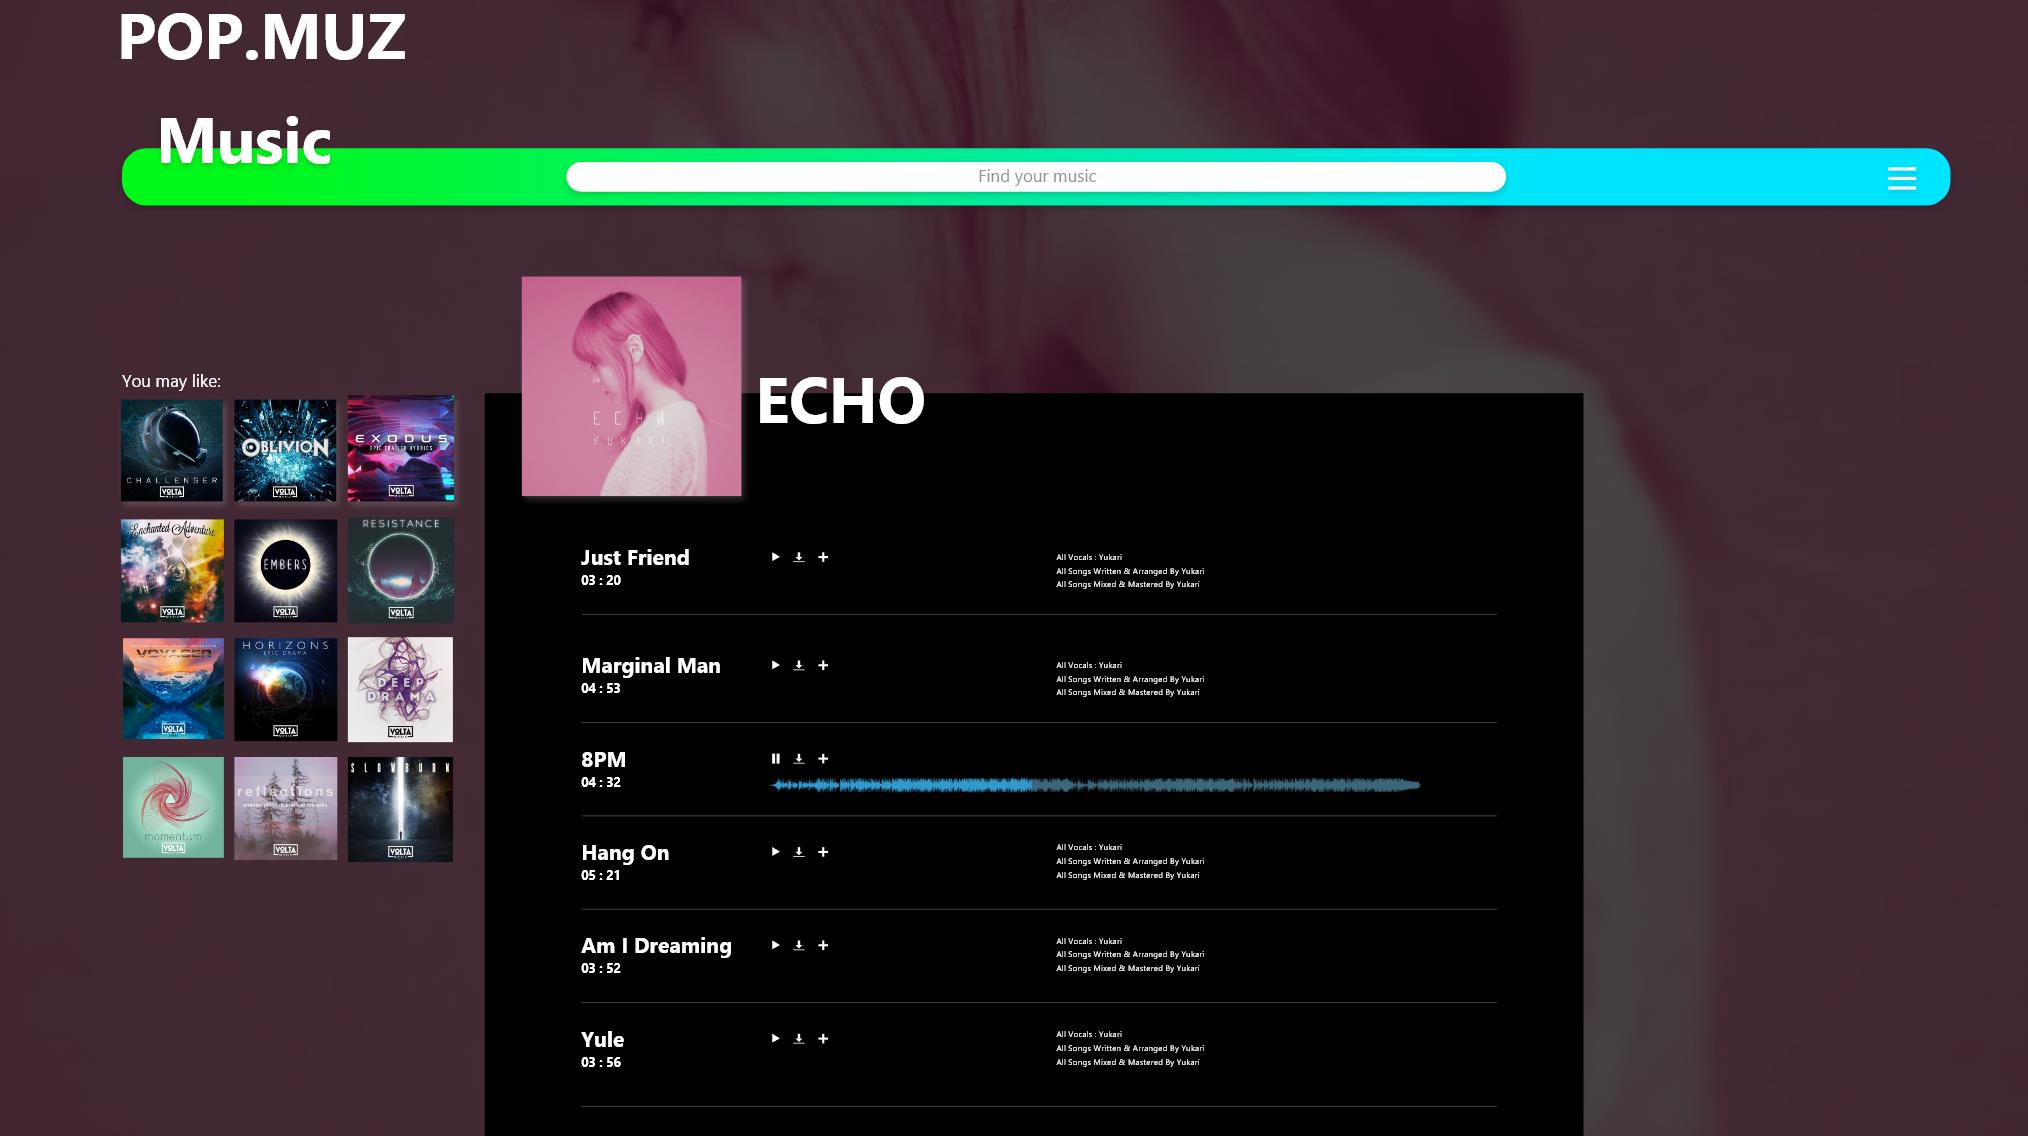 POP.MUZ
Music
Find your music
ECHO
YUKARI
ECHO
You may like:
CHALLENGER
VOLTA
OBLIVION
VOLTA
EXODUS
EPIC TRAILER HYBRIDS
VOLTA
Enchanted Adventure
VOLTA
EMBERS
VOLTA
RESISTANCE
VOLTA
VOYAGER
VOLTA
HORIZONS
EPIC DRAMA
VOLTA
DEEP
DRAMA
VOLTA
momentum
VOLTA
reflections
VOLTA
SLOWBURN
VOLTA
Just Friend
03 : 20
All Vocals : Yukari
All Songs Written & Arranged By Yukari
All Songs Mixed & Mastered By Yukari
Marginal Man
04 : 53
All Vocals : Yukari
All Songs Written & Arranged By Yukari
All Songs Mixed & Mastered By Yukari
8PM
04 : 32
Hang On
05 : 21
All Vocals : Yukari
All Songs Written & Arranged By Yukari
All Songs Mixed & Mastered By Yukari
Am I Dreaming
03 : 52
All Vocals : Yukari
All Songs Written & Arranged By Yukari
All Songs Mixed & Mastered By Yukari
Yule
03 : 56
All Vocals : Yukari
All Songs Written & Arranged By Yukari
All Songs Mixed & Mastered By Yukari